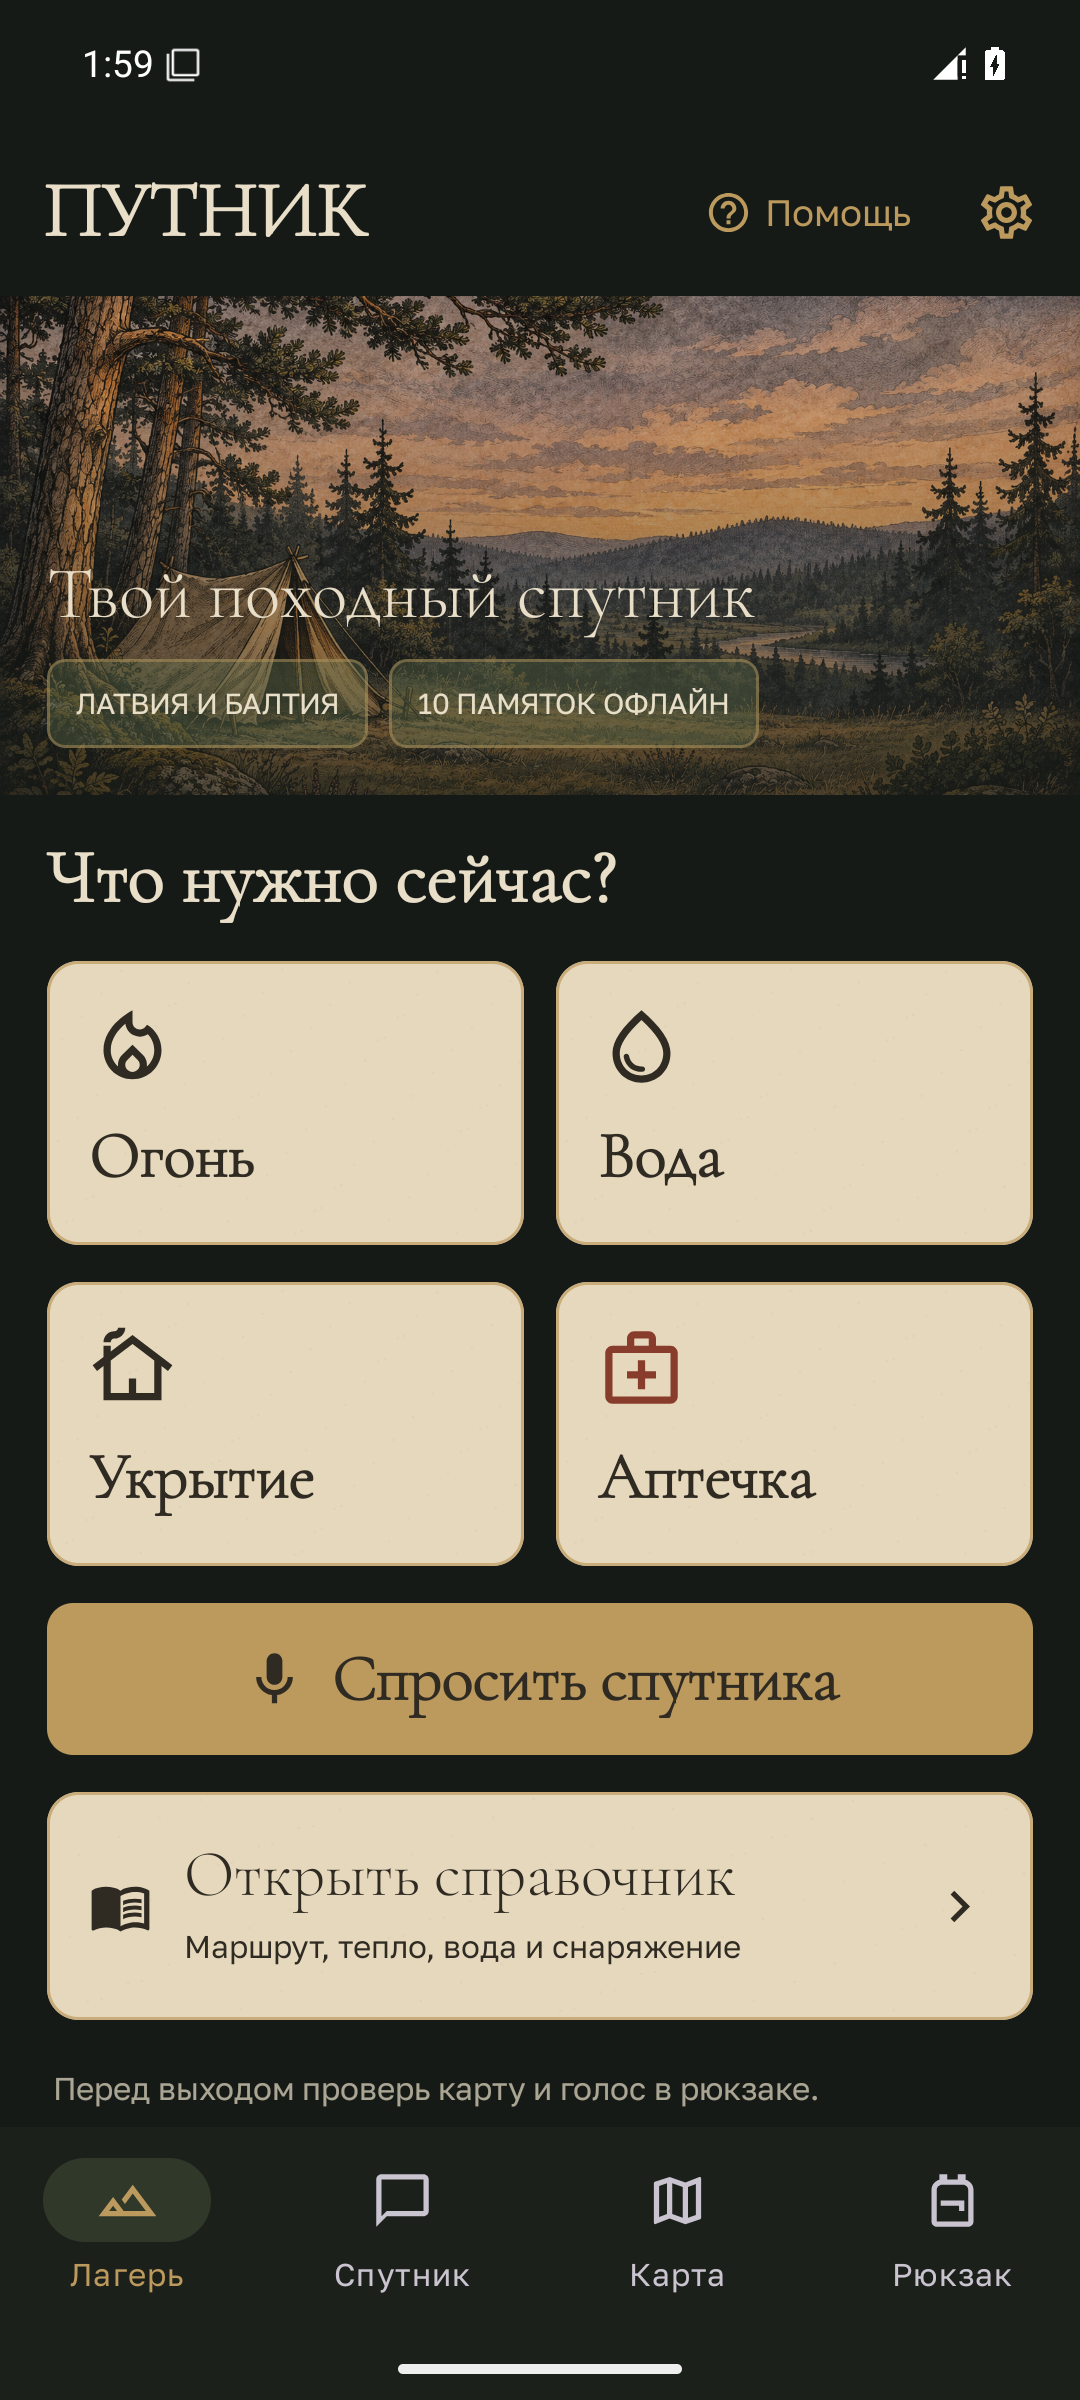 1:59
ПУТНИК
Помощь
Твой походный спутник
ЛАТВИЯ И БАЛТИЯ
10 ПАМЯТОК ОФЛАЙН
Что нужно сейчас?
Огонь
Вода
Укрытие
Аптечка
Спросить спутника
Открыть справочник
Маршрут, тепло, вода и снаряжение
Перед выходом проверь карту и голос в рюкзаке.
Лагерь
Спутник
Карта
Рюкзак